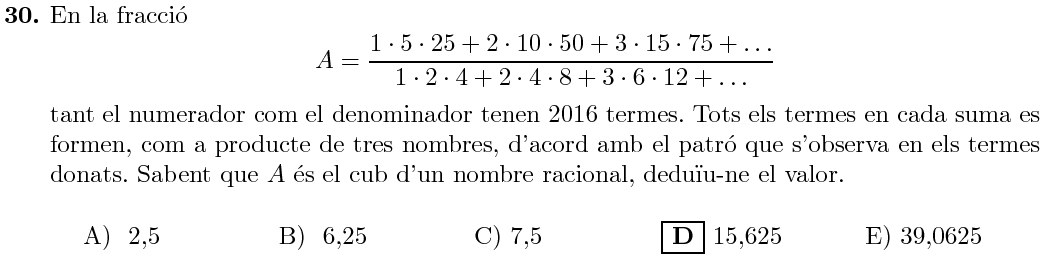 30. En la fracció
A = \frac{1 · 5 · 25 + 2 · 10 · 50 + 3 · 15 · 75 + ...}{1 · 2 · 4 + 2 · 4 · 8 + 3 · 6 · 12 + ...}
tant el numerador com el denominador tenen 2016 termes. Tots els termes en cada suma es
formen, com a producte de tres nombres, d'acord amb el patró que s'observa en els termes
donats. Sabent que A és el cub d'un nombre racional, deduïu-ne el valor.
A) 2,5 B) 6,25 C) 7,5 D 15,625 E) 39,0625